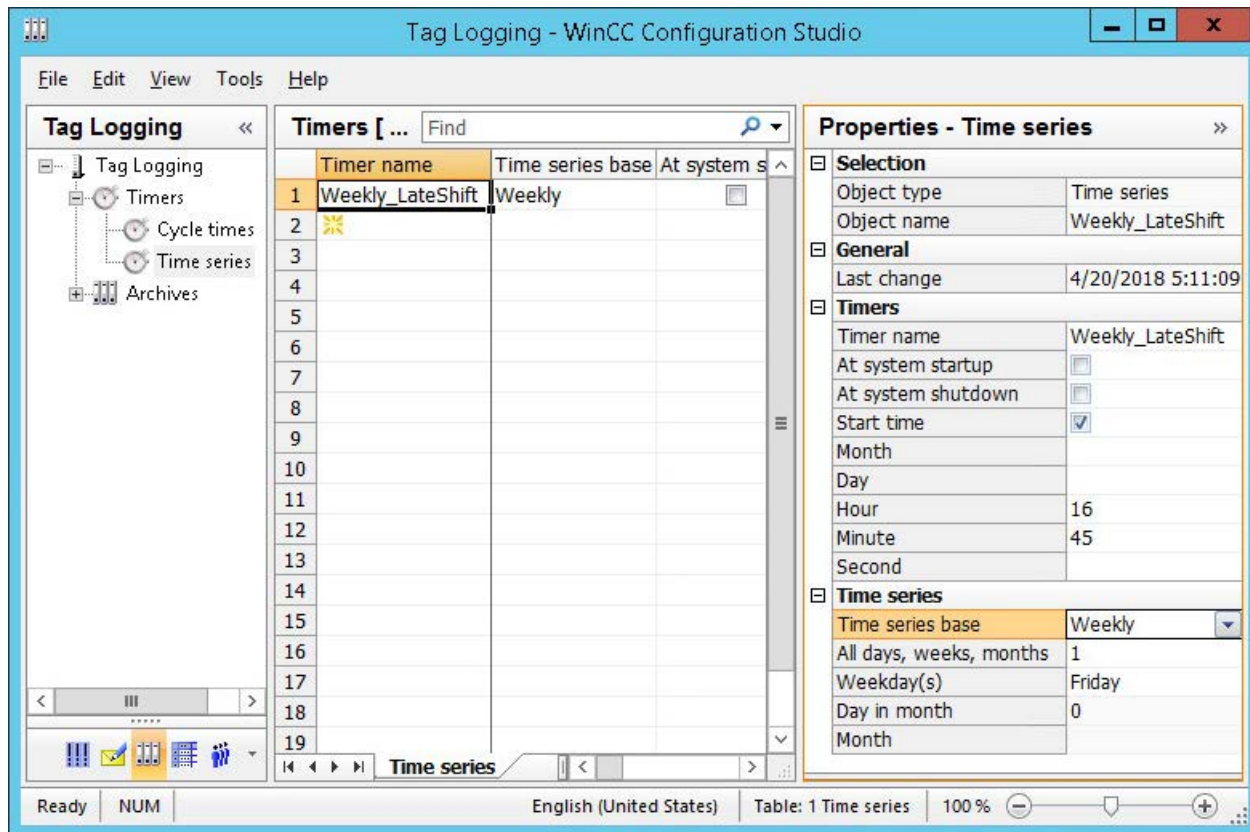 Tag Logging - WinCC Configuration Studio
File Edit View Tools Help
Tag Logging «
Tag Logging
Timers
Cycle times
Time series
Archives
Timers [ ... Find
Timer name Time series base At system s
1 Weekly_LateShift Weekly
2
3
4
5
6
7
8
9
10
11
12
13
14
15
16
17
18
19
Time series
Properties - Time series »
Selection
Object type Time series
Object name Weekly_LateShift
General
Last change 4/20/2018 5:11:09
Timers
Timer name Weekly_LateShift
At system startup
At system shutdown
Start time
Month
Day
Hour 16
Minute 45
Second
Time series
Time series base Weekly
All days, weeks, months 1
Weekday(s) Friday
Day in month 0
Month
Ready NUM English (United States) Table: 1 Time series 100 %